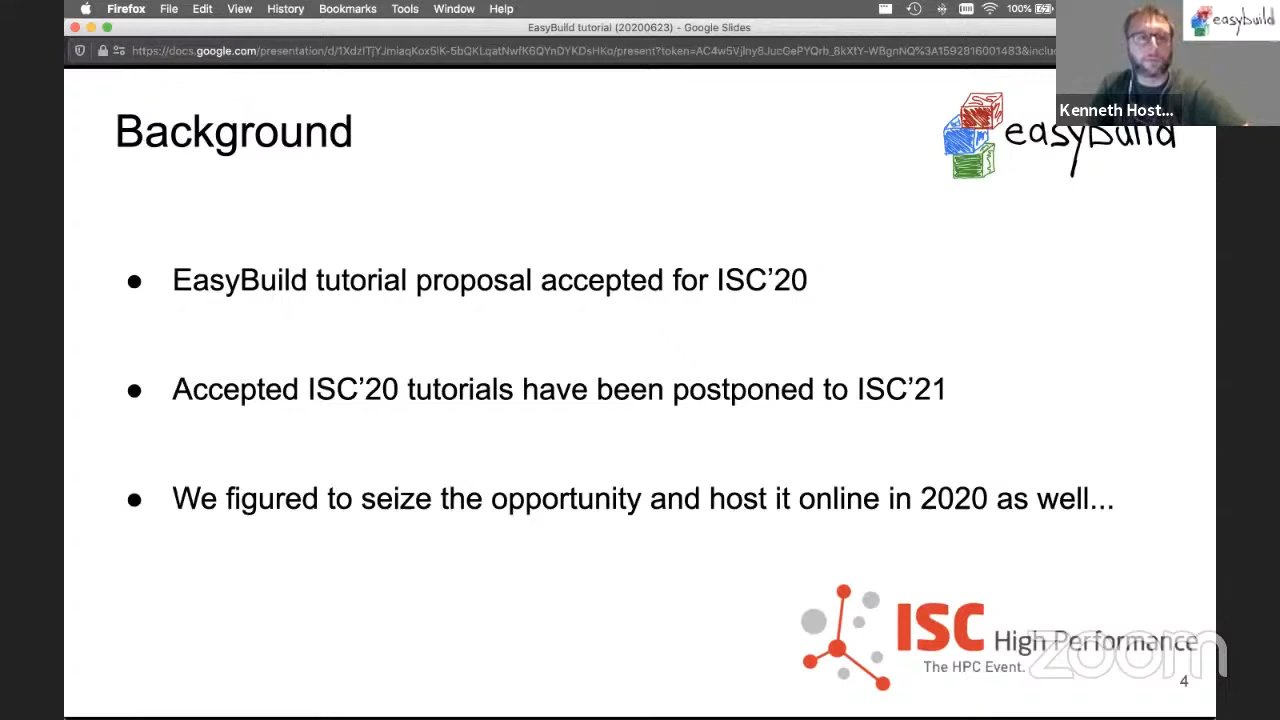 Firefox File Edit View History Bookmarks Tools Window Help 100%
EasyBuild tutorial (20200623) - Google Slides
easybuild
Kenneth Host...
Background
easybuild
● EasyBuild tutorial proposal accepted for ISC’20
● Accepted ISC’20 tutorials have been postponed to ISC’21
● We figured to seize the opportunity and host it online in 2020 as well...
ISC High Performance
The HPC Event.
zoom
4